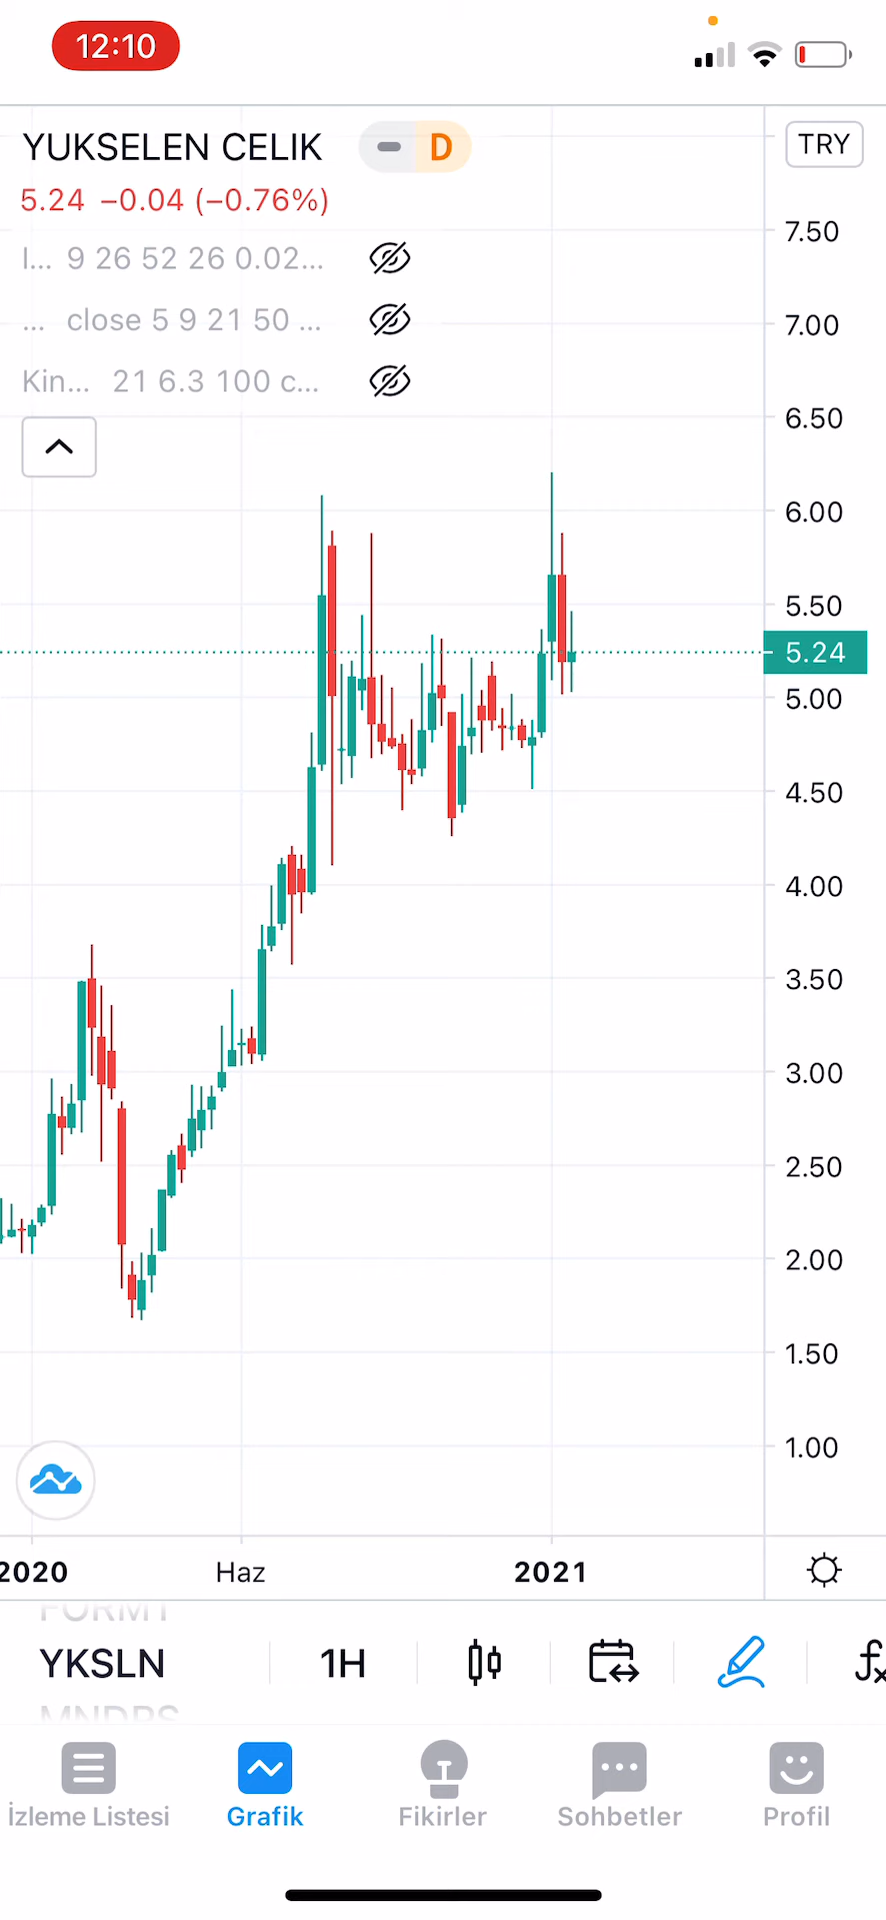 12:10
YUKSELEN CELIK D TRY
5.24 −0.04 (−0.76%)
I... 9 26 52 26 0.02...
... close 5 9 21 50 ...
Kin... 21 6.3 100 c...
7.50
7.00
6.50
6.00
5.50
5.24
5.00
4.50
4.00
3.50
3.00
2.50
2.00
1.50
1.00
2020 Haz 2021
YKSLN 1H
İzleme Listesi Grafik Fikirler Sohbetler Profil